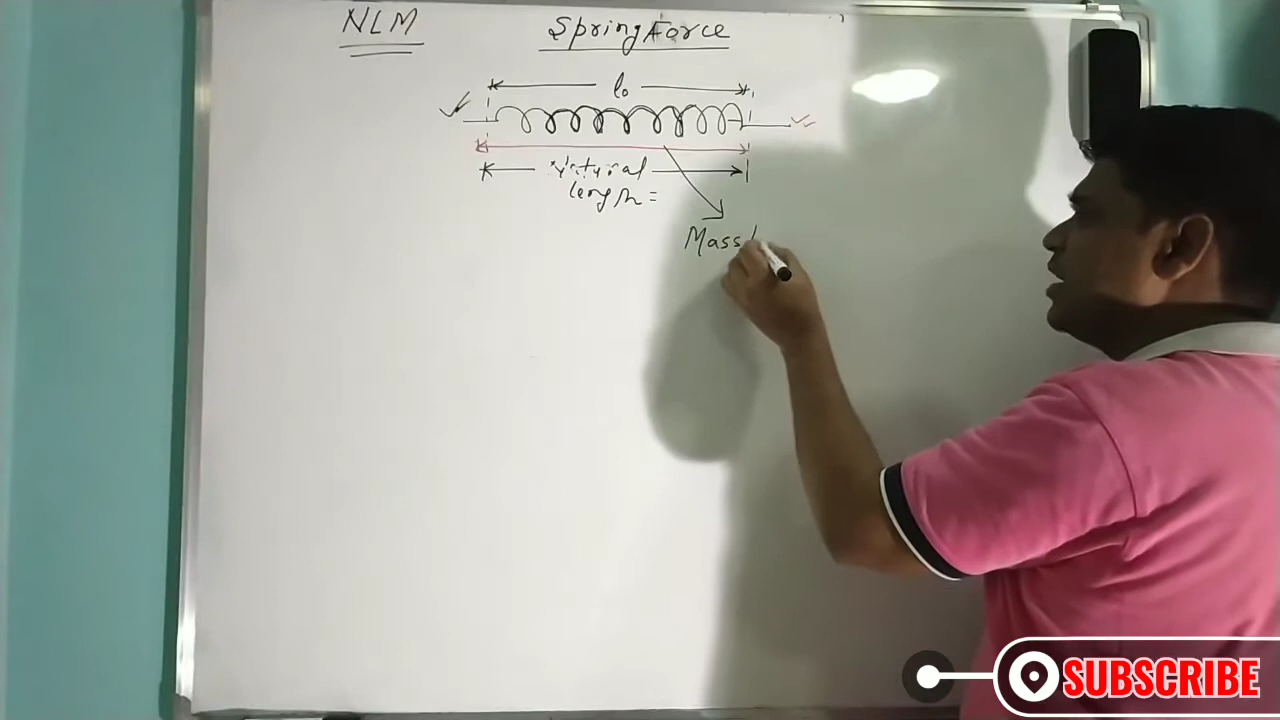 NLM
Spring Force
l₀
natural
length =
Mass
SUBSCRIBE